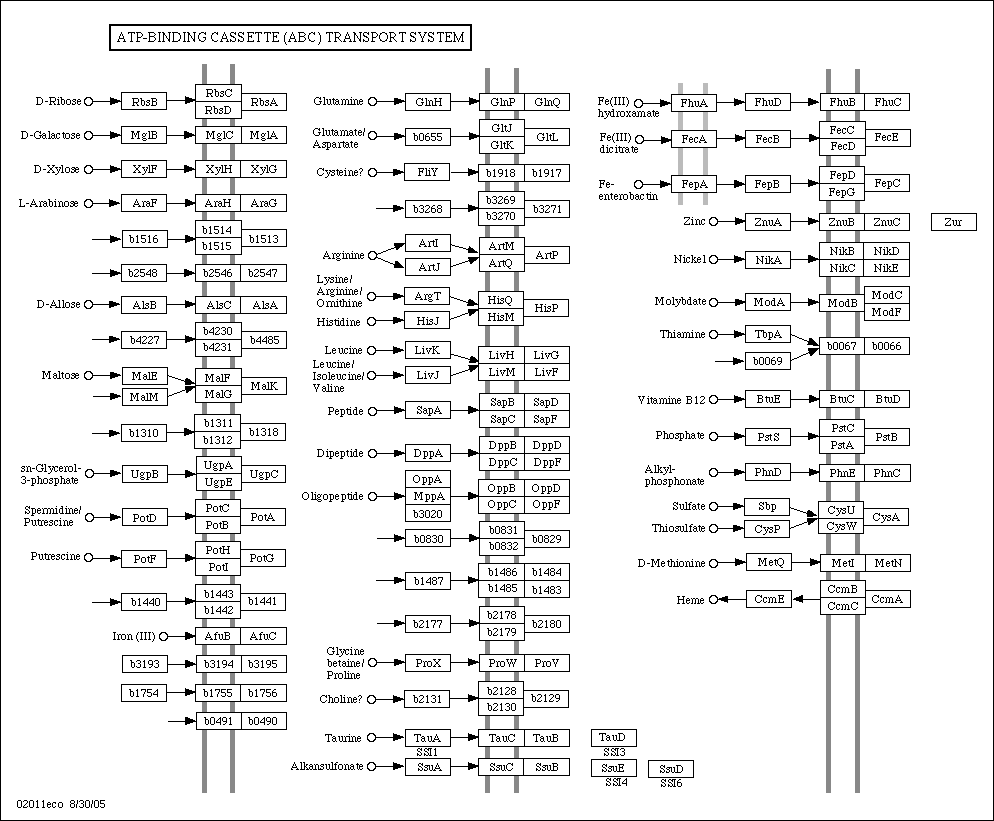 ATP-BINDING CASSETTE (ABC) TRANSPORT SYSTEM
D-Ribose RbsB RbsC RbsD RbsA
D-Galactose MglB MglC MglA
D-Xylose XylF XylH XylG
L-Arabinose AraF AraH AraG
b1516 b1514 b1515 b1513
b2548 b2546 b2547
D-Allose AlsB AlsC AlsA
b4227 b4230 b4231 b4485
Maltose MalE MalM MalF MalG MalK
b1310 b1311 b1312 b1318
sn-Glycerol-
3-phosphate UgpB UgpA UgpE UgpC
Spermidine/
Putrescine PotD PotC PotB PotA
Putrescine PotF PotH PotI PotG
b1440 b1443 b1442 b1441
Iron (III) AfuB AfuC
b3193 b3194 b3195
b1754 b1755 b1756
b0491 b0490
Glutamine GlnH GlnP GlnQ
Glutamate/
Aspartate b0655 GltJ GltK GltL
Cysteine? FliY b1918 b1917
b3268 b3269 b3270 b3271
Arginine ArtI ArtJ ArtM ArtQ ArtP
Lysine/
Arginine/
Ornithine ArgT HisQ HisM HisP
Histidine HisJ
Leucine LivK LivH LivG
Leucine/
Isoleucine/
Valine LivJ LivM LivF
Peptide SapA SapB SapD SapC SapF
Dipeptide DppA DppB DppD DppC DppF
Oligopeptide OppA MppA b3020 OppB OppD OppC OppF
b0830 b0831 b0832 b0829
b1487 b1486 b1484 b1485 b1483
b2177 b2178 b2179 b2180
Glycine
betaine/
Proline ProX ProW ProV
Choline? b2131 b2128 b2130 b2129
Taurine TauA TauC TauB TauD
SSI1 SSI3
Alkansulfonate SsuA SsuC SsuB SsuE SsuD
SSI4 SSI6
Fe(III)
hydroxamate FhuA FhuD FhuB FhuC
Fe(III)
dicitrate FecA FecB FecC FecD FecE
Fe-
enterobactin FepA FepB FepD FepG FepC
Zinc ZnuA ZnuB ZnuC Zur
Nickel NikA NikB NikD NikC NikE
Molybdate ModA ModB ModC ModF
Thiamine TbpA b0067 b0066
b0069
Vitamine B12 BtuE BtuC BtuD
Phosphate PstS PstC PstA PstB
Alkyl-
phosphonate PhnD PhnE PhnC
Sulfate Sbp CysU CysW CysA
Thiosulfate CysP
D-Methionine MetQ MetI MetN
Heme CcmE CcmB CcmC CcmA
02011eco 8/30/05